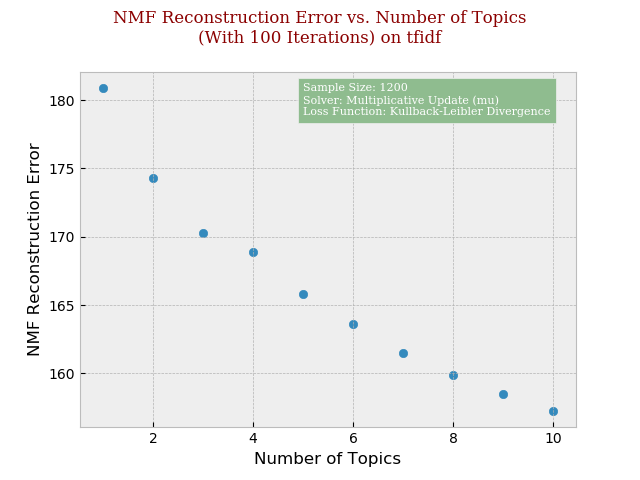 NMF Reconstruction Error vs. Number of Topics
(With 100 Iterations) on tfidf
Sample Size: 1200
Solver: Multiplicative Update (mu)
Loss Function: Kullback-Leibler Divergence
NMF Reconstruction Error
180
175
170
165
160
2
4
6
8
10
Number of Topics